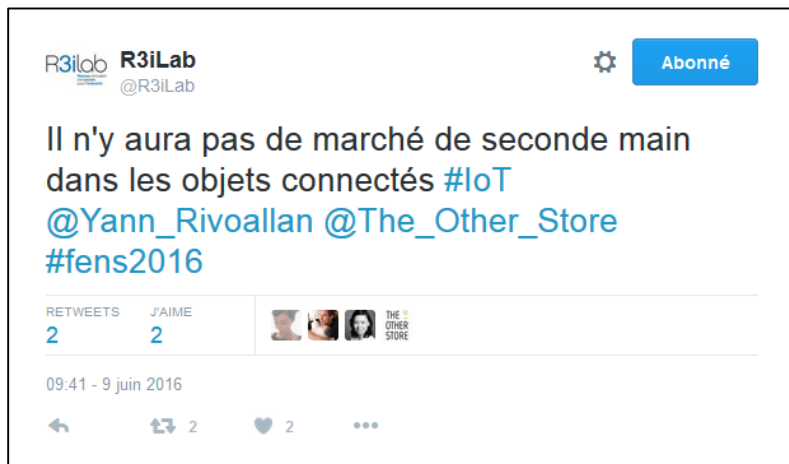 R3ilab
R3iLab
@R3iLab
Abonné
Il n'y aura pas de marché de seconde main
dans les objets connectés #IoT
@Yann_Rivoallan @The_Other_Store
#fens2016
RETWEETS
2
J'AIME
2
THE
OTHER
STORE
09:41 - 9 juin 2016
2
2